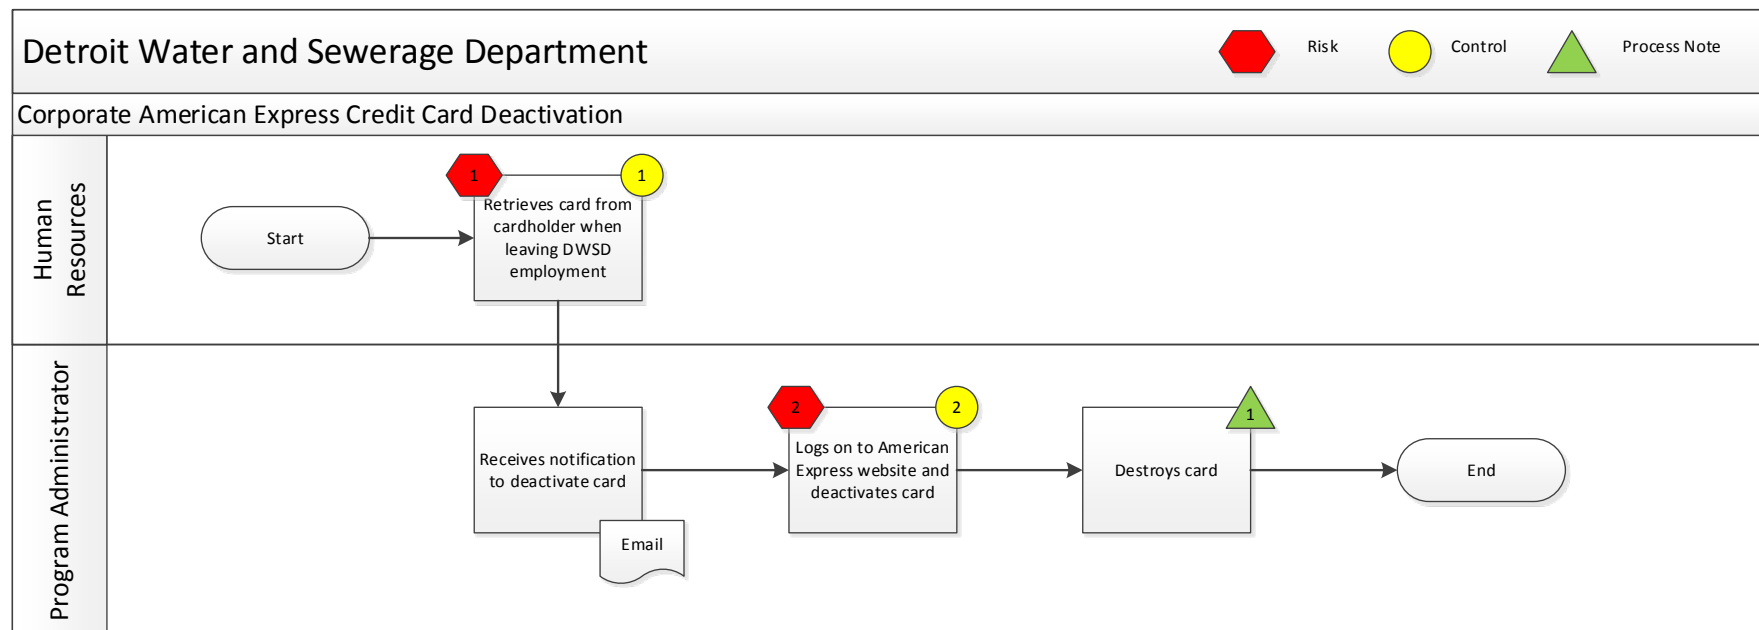 Detroit Water and Sewerage Department
Risk
Control
Process Note
Corporate American Express Credit Card Deactivation
Human
Resources
Start
1
1
Retrieves card from
cardholder when
leaving DWSD
employment
Program Administrator
Receives notification
to deactivate card
Email
2
2
Logs on to American
Express website and
deactivates card
1
Destroys card
End